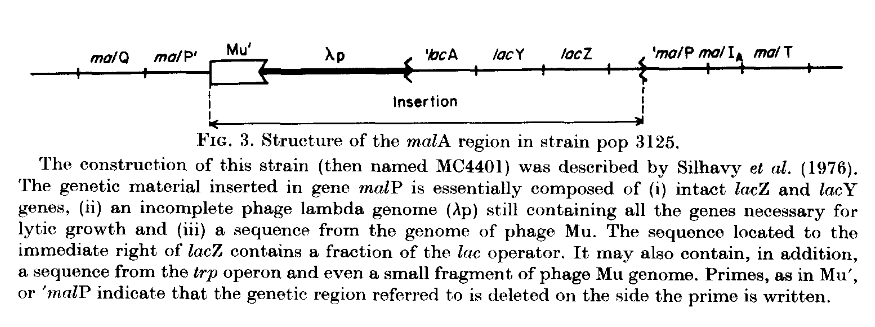 malQ malP' Mu' λp 'lacA lacY lacZ 'malP malIA malT
Insertion
FIG. 3. Structure of the malA region in strain pop 3125.
The construction of this strain (then named MC4401) was described by Silhavy et al. (1976).
The genetic material inserted in gene malP is essentially composed of (i) intact lacZ and lacY
genes, (ii) an incomplete phage lambda genome (λp) still containing all the genes necessary for
lytic growth and (iii) a sequence from the genome of phage Mu. The sequence located to the
immediate right of lacZ contains a fraction of the lac operator. It may also contain, in addition,
a sequence from the trp operon and even a small fragment of phage Mu genome. Primes, as in Mu',
or 'malP indicate that the genetic region referred to is deleted on the side the prime is written.